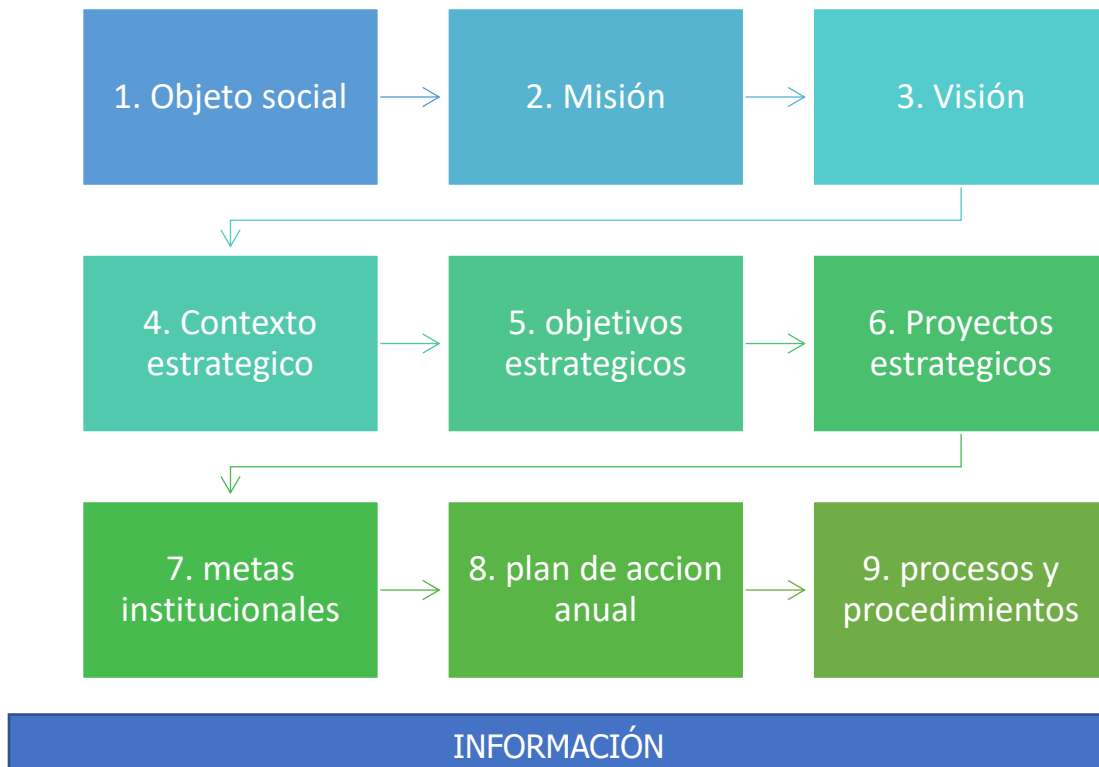 1. Objeto social
2. Misión
3. Visión
4. Contexto
estrategico
5. objetivos
estrategicos
6. Proyectos
estrategicos
7. metas
institucionales
8. plan de accion
anual
9. procesos y
procedimientos
INFORMACIÓN